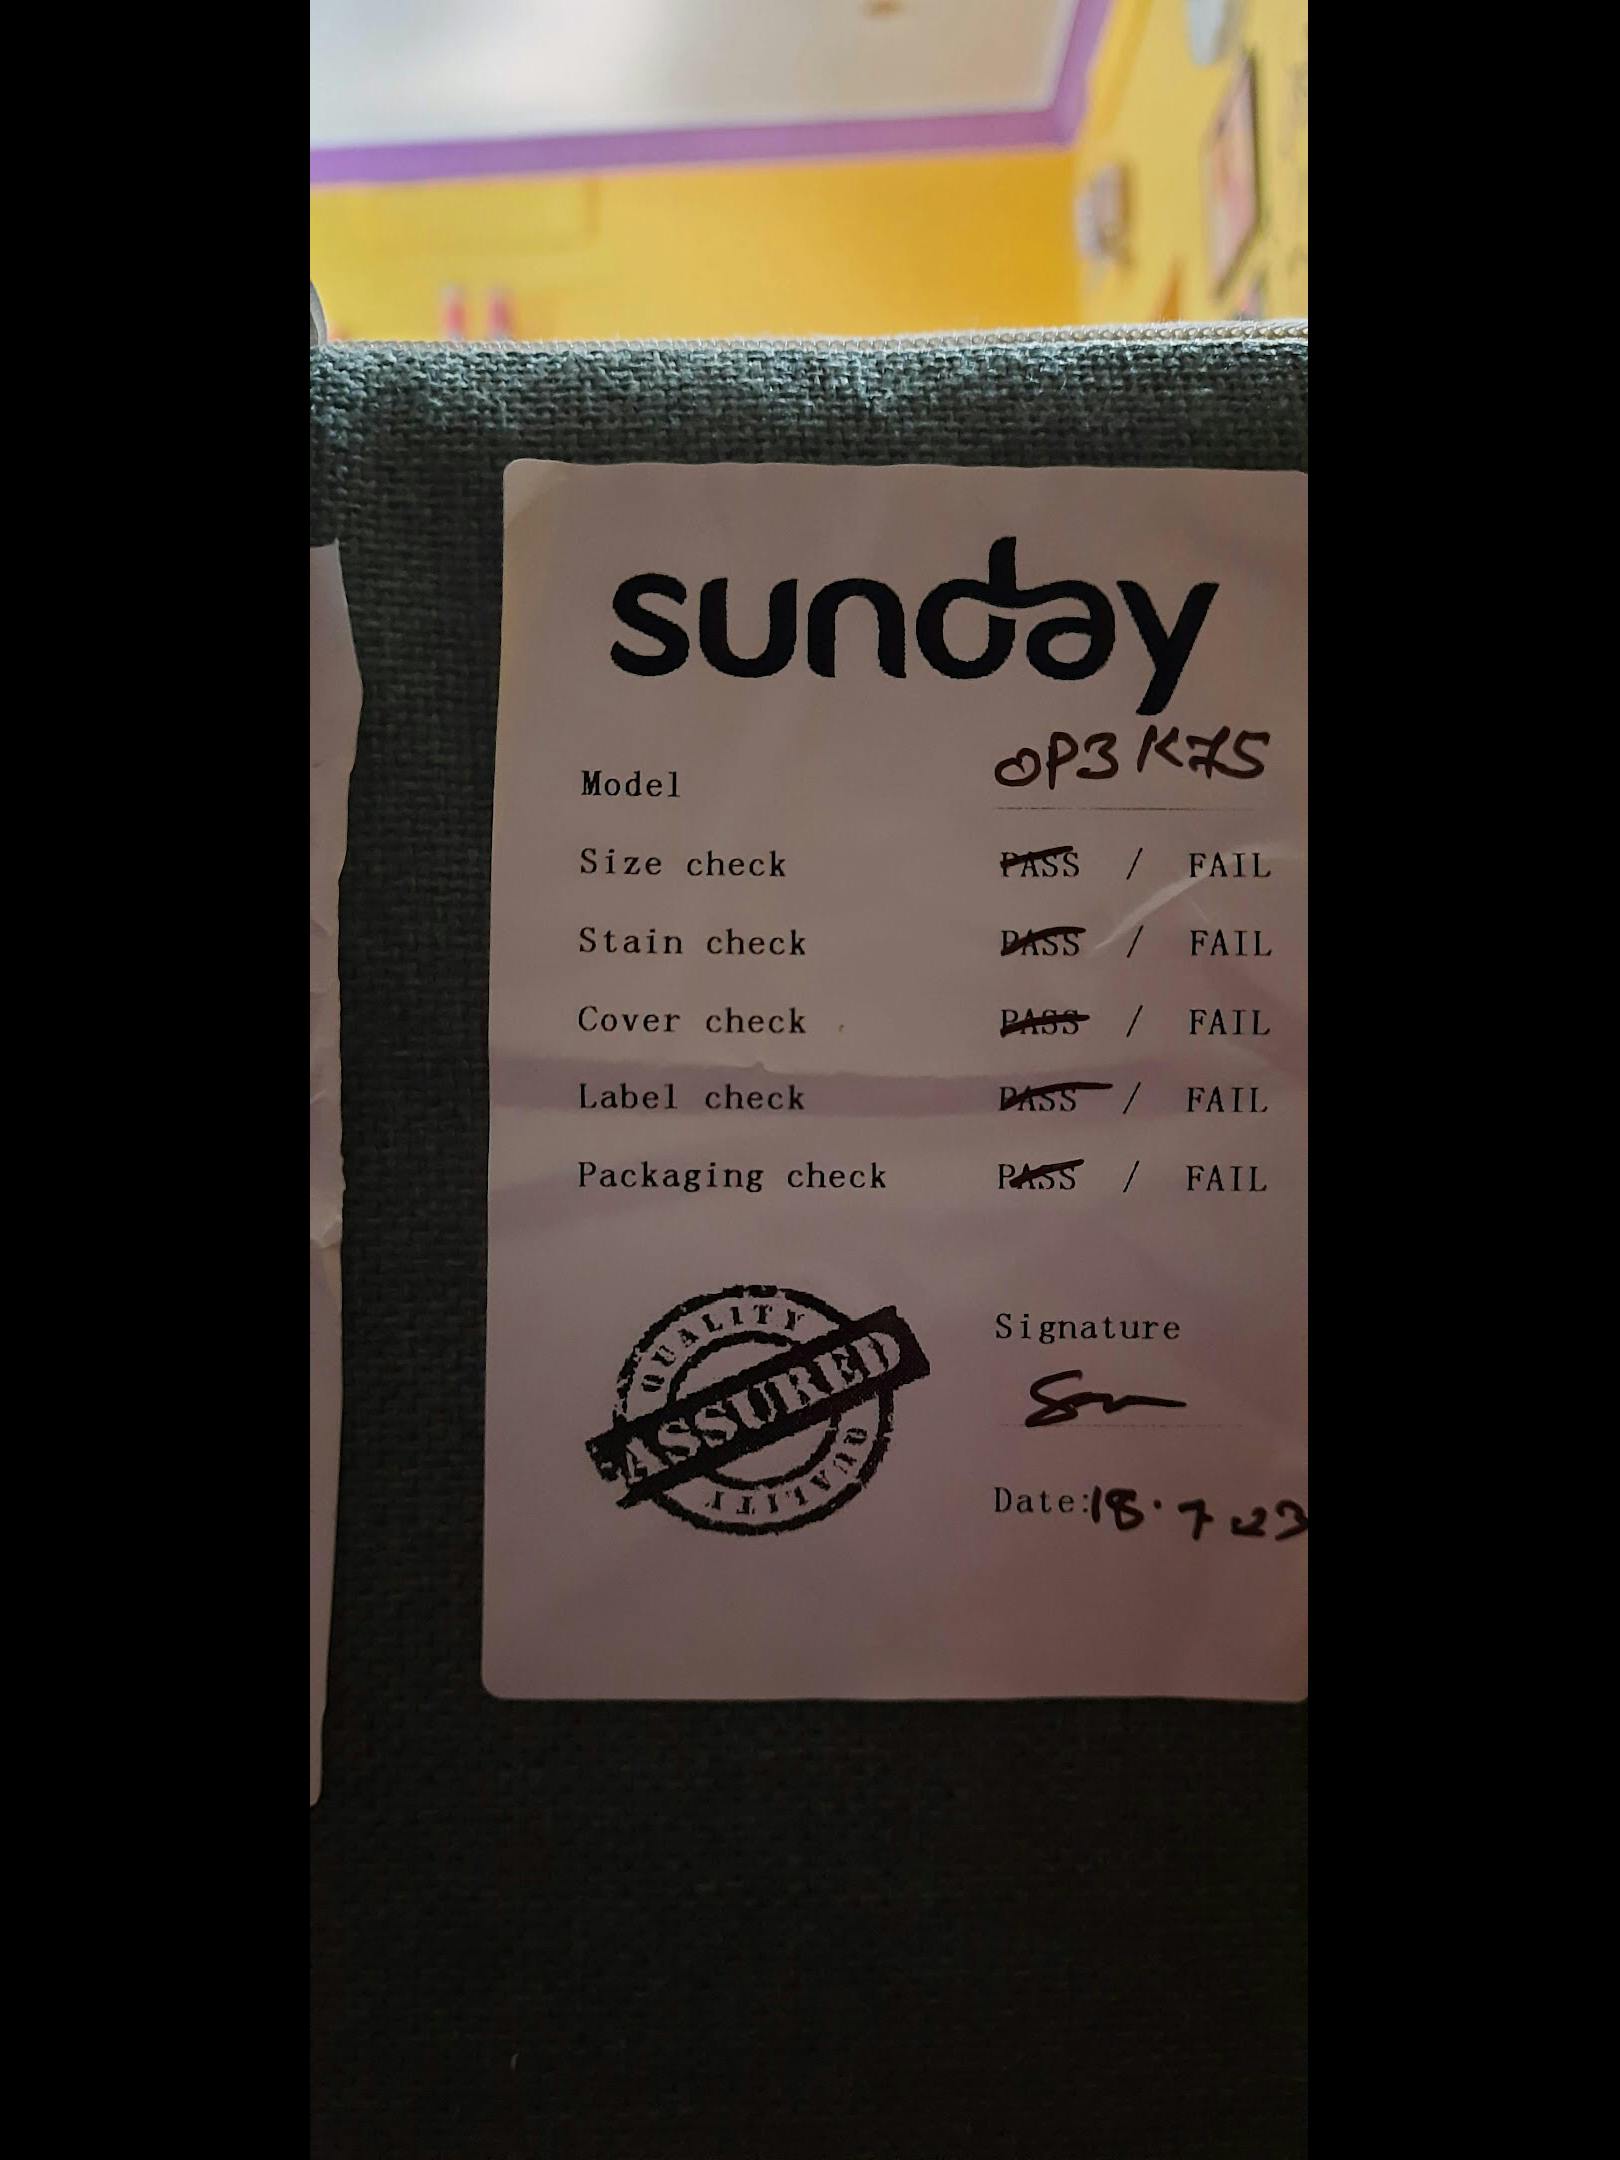 sunday
Model OP3K75
Size check PASS / FAIL
Stain check PASS / FAIL
Cover check PASS / FAIL
Label check PASS / FAIL
Packaging check PASS / FAIL
QUALITY
ASSURED
QUALITY
Signature
Date:18.7.23